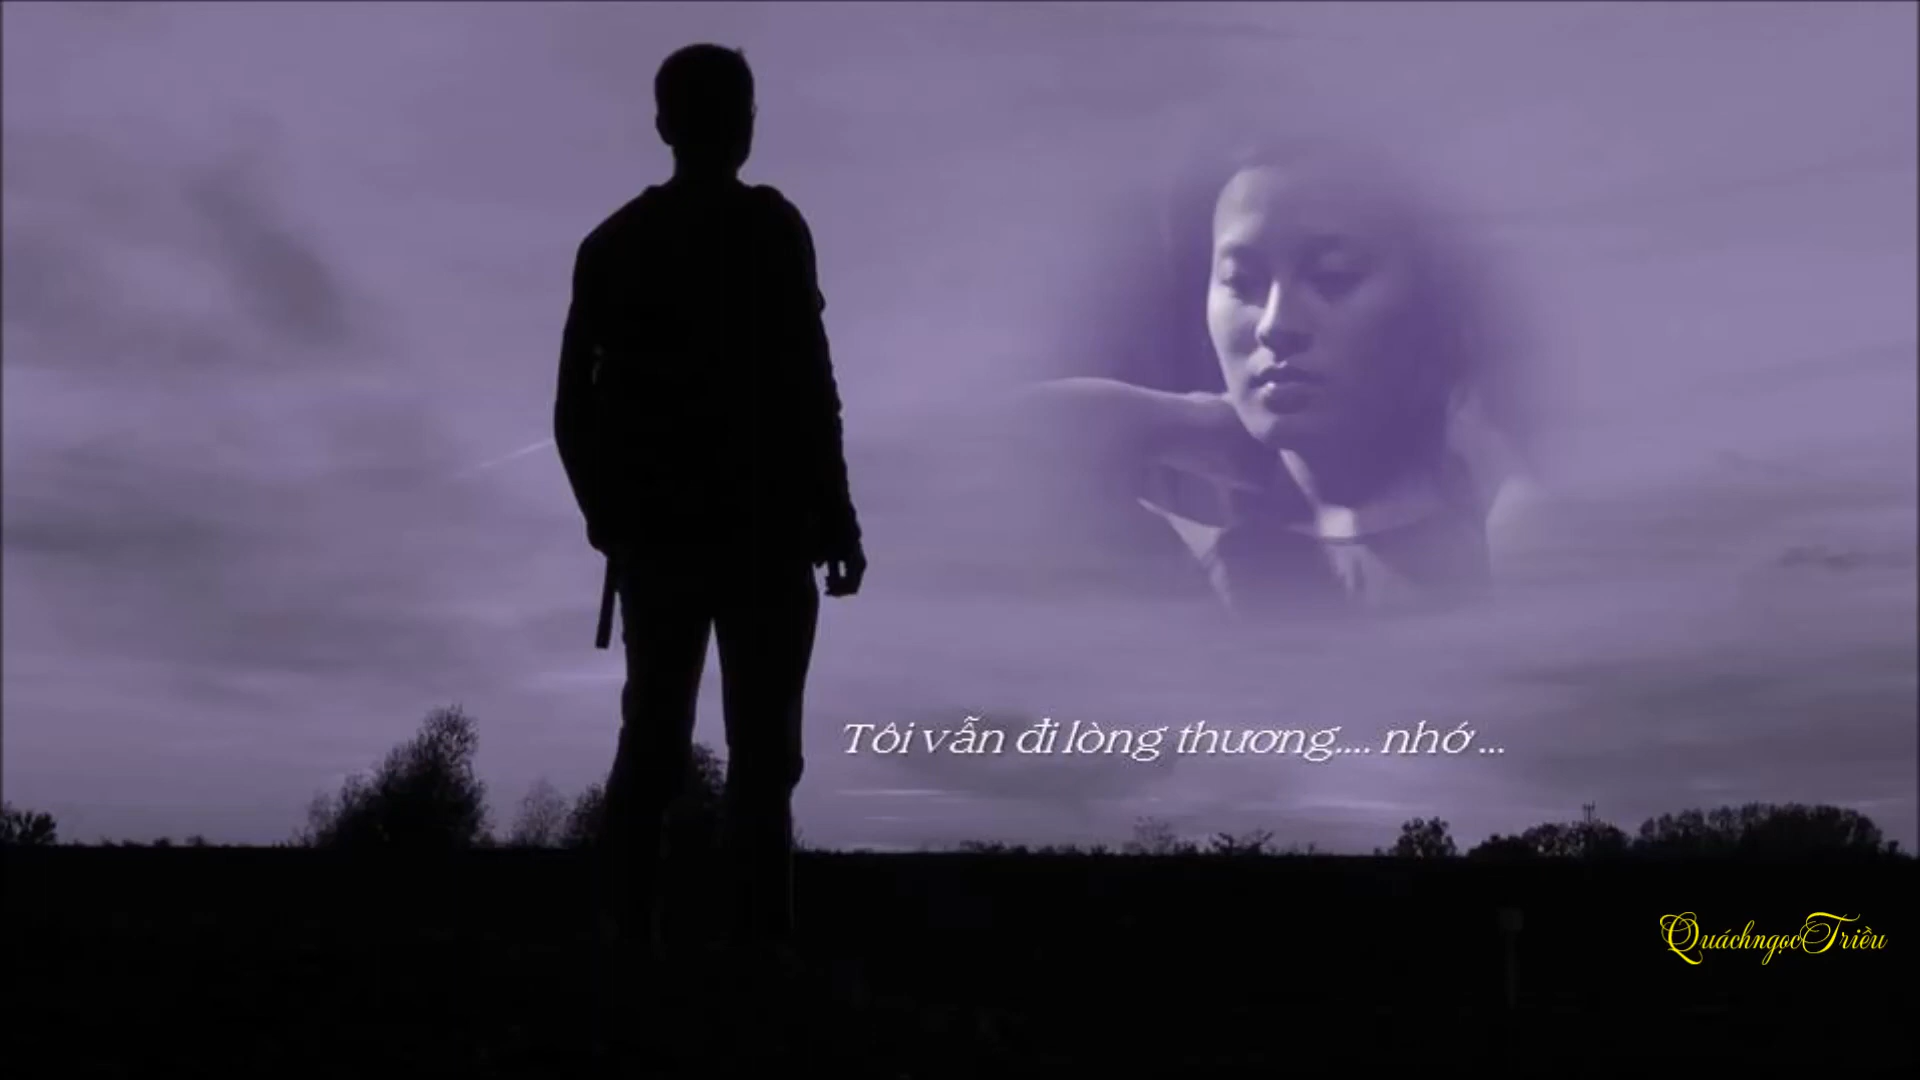 Tôi vẫn đi lòng thương.... nhớ ...
QuáchngọcTriều